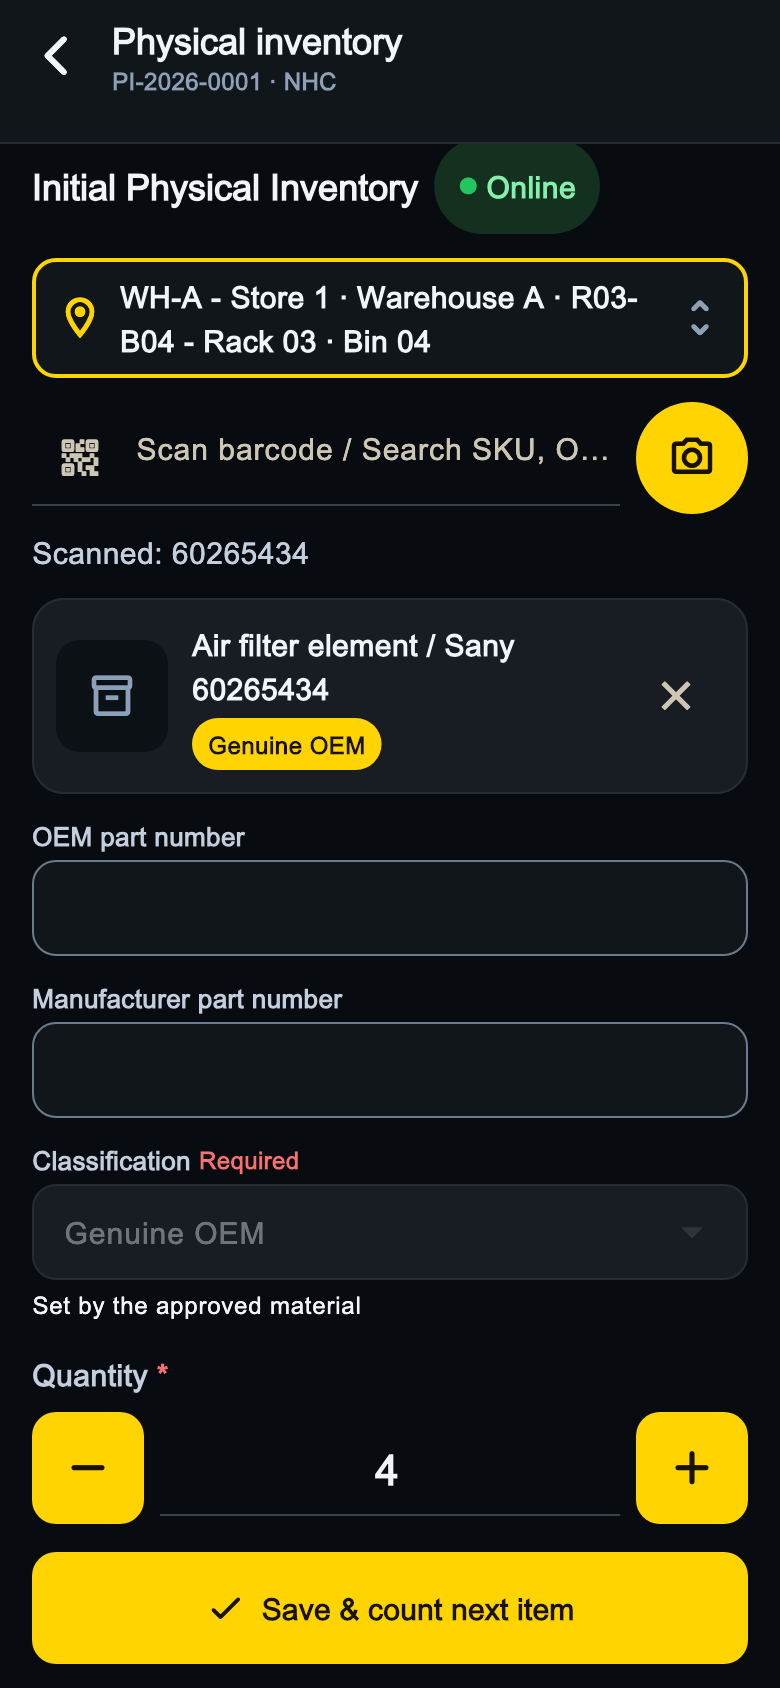 Physical inventory
PI-2026-0001 · NHC
Initial Physical Inventory
Online
WH-A - Store 1 · Warehouse A · R03-
B04 - Rack 03 · Bin 04
Scan barcode / Search SKU, O...
Scanned: 60265434
Air filter element / Sany
60265434
Genuine OEM
OEM part number
Manufacturer part number
Classification Required
Genuine OEM
Set by the approved material
Quantity *
4
Save & count next item